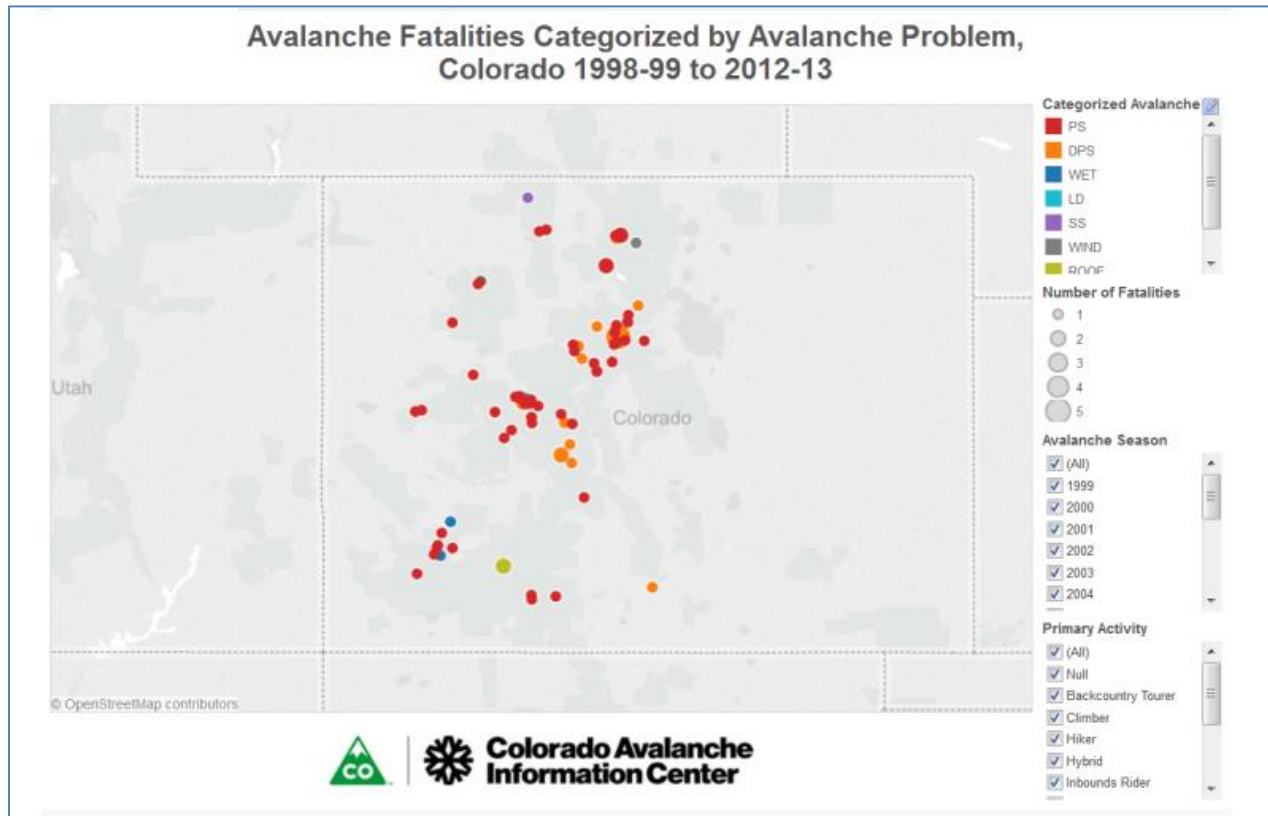 Avalanche Fatalities Categorized by Avalanche Problem,
Colorado 1998-99 to 2012-13
Categorized Avalanche
PS
DPS
WET
LD
SS
WIND
ROOF
Number of Fatalities
1
2
3
4
5
Avalanche Season
(All)
1999
2000
2001
2002
2003
2004
Primary Activity
(All)
Null
Backcountry Tourer
Climber
Hiker
Hybrid
Inbounds Rider
Utah
Colorado
© OpenStreetMap contributors
CO
Colorado Avalanche
Information Center